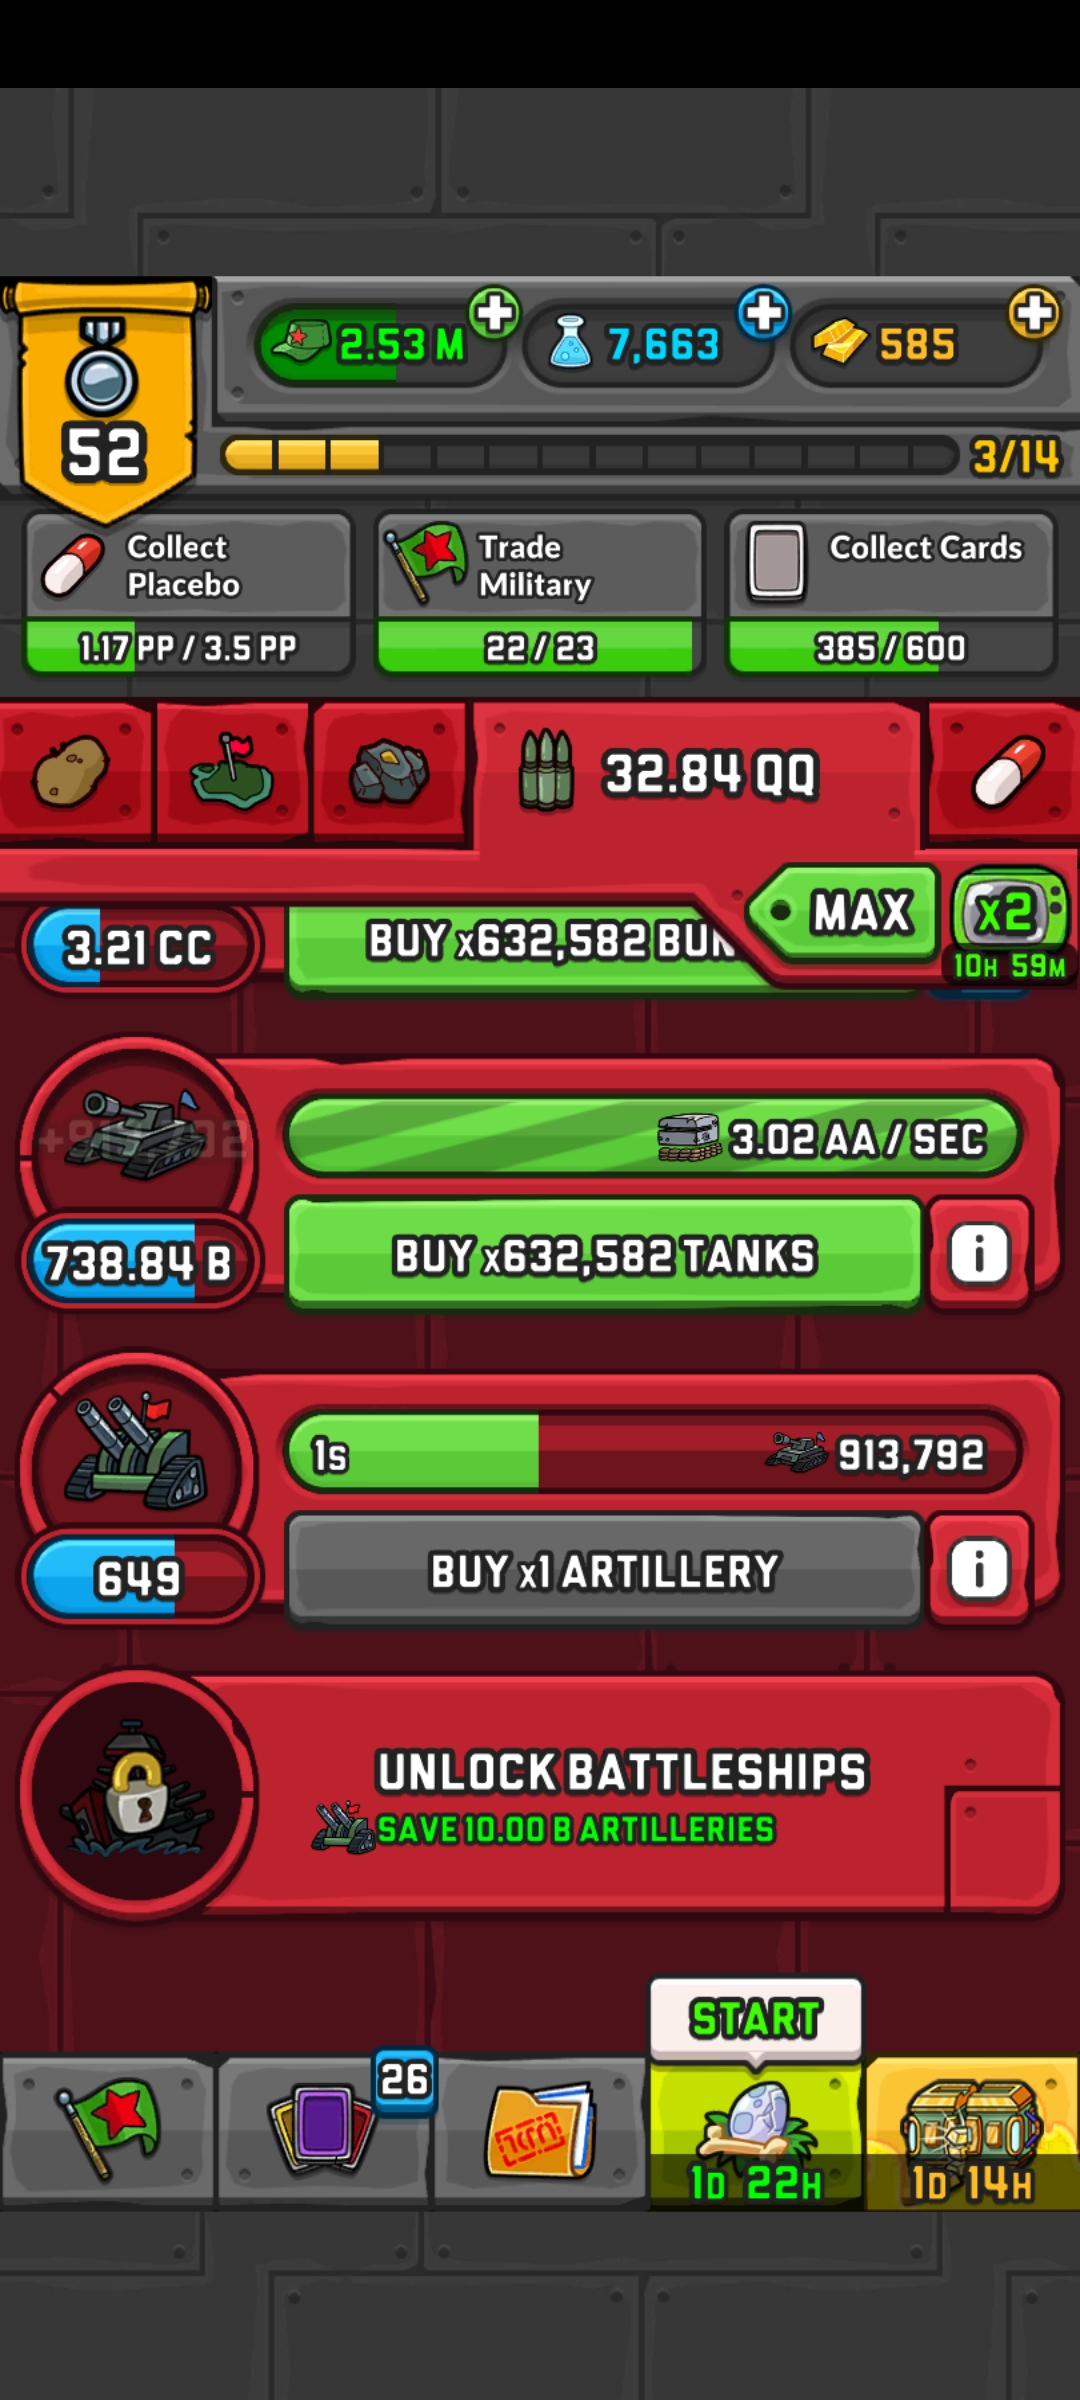 2.53 M
7,663
585
52
3/14
Collect
Placebo
Trade
Military
Collect Cards
1.17 PP / 3.5 PP
22 / 23
385 / 600
32.84 QQ
MAX
x2
10H 59M
3.21 CC
BUY x632,582 BUN
3.02 AA / SEC
738.84 B
BUY x632,582 TANKS
i
1s
913,792
649
BUY x1 ARTILLERY
i
UNLOCK BATTLESHIPS
SAVE 10.00 B ARTILLERIES
START
26
1D 22H
1D 14H